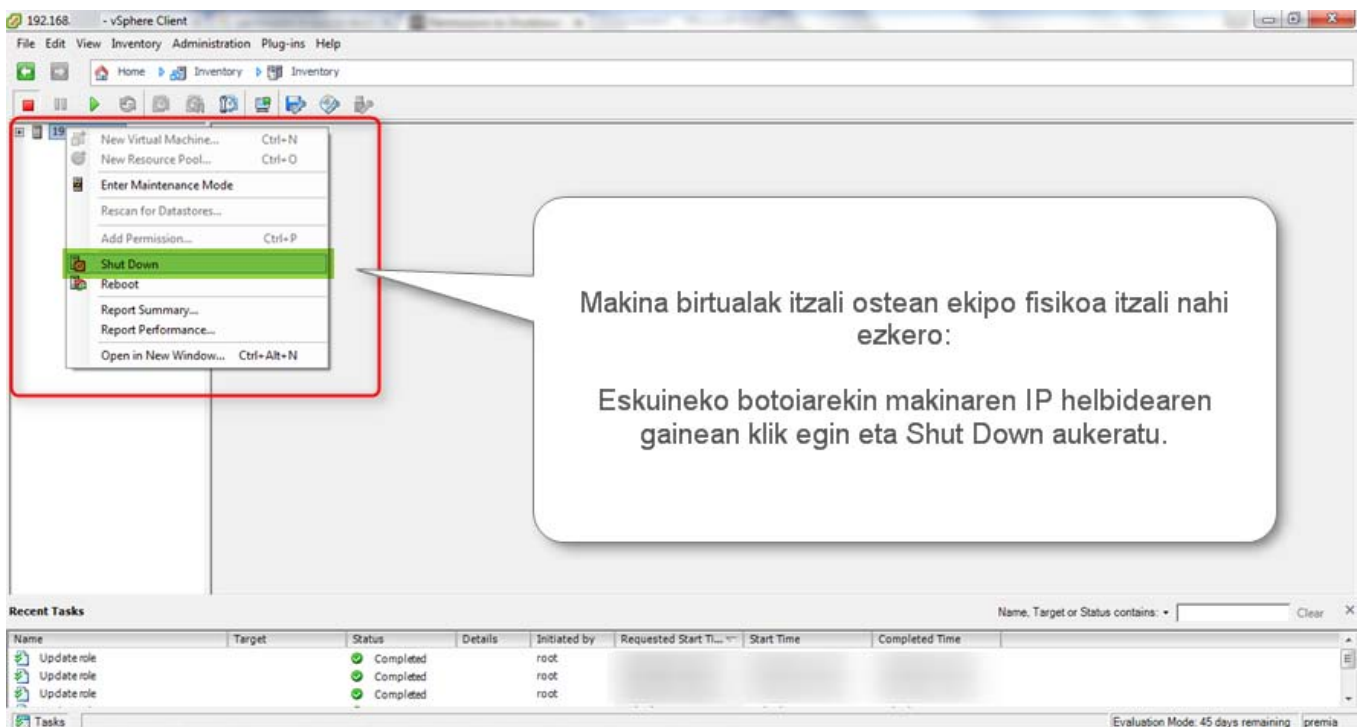 192.168. - vSphere Client
File Edit View Inventory Administration Plug-ins Help
Home Inventory Inventory
19
New Virtual Machine... Ctrl+N
New Resource Pool... Ctrl+O
Enter Maintenance Mode
Rescan for Datastores...
Add Permission... Ctrl+P
Shut Down
Reboot
Report Summary...
Report Performance...
Open in New Window... Ctrl+Alt+N
Makina birtualak itzali ostean ekipo fisikoa itzali nahi
ezkero:
Eskuineko botoiarekin makinaren IP helbidearen
gainean klik egin eta Shut Down aukeratu.
Recent Tasks Name, Target or Status contains: Clear
Name Target Status Details Initiated by Requested Start Ti... Start Time Completed Time
Update role Completed root
Update role Completed root
Update role Completed root
Tasks Evaluation Mode: 45 days remaining premia